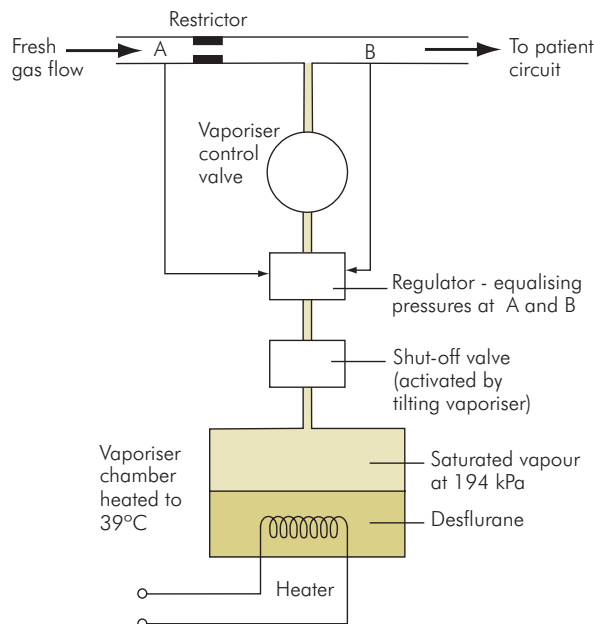 Restrictor
Fresh
gas flow
A
B
To patient
circuit
Vaporiser
control
valve
Regulator - equalising
pressures at A and B
Shut-off valve
(activated by
tilting vaporiser)
Vaporiser
chamber
heated to
39°C
Saturated vapour
at 194 kPa
Desflurane
Heater